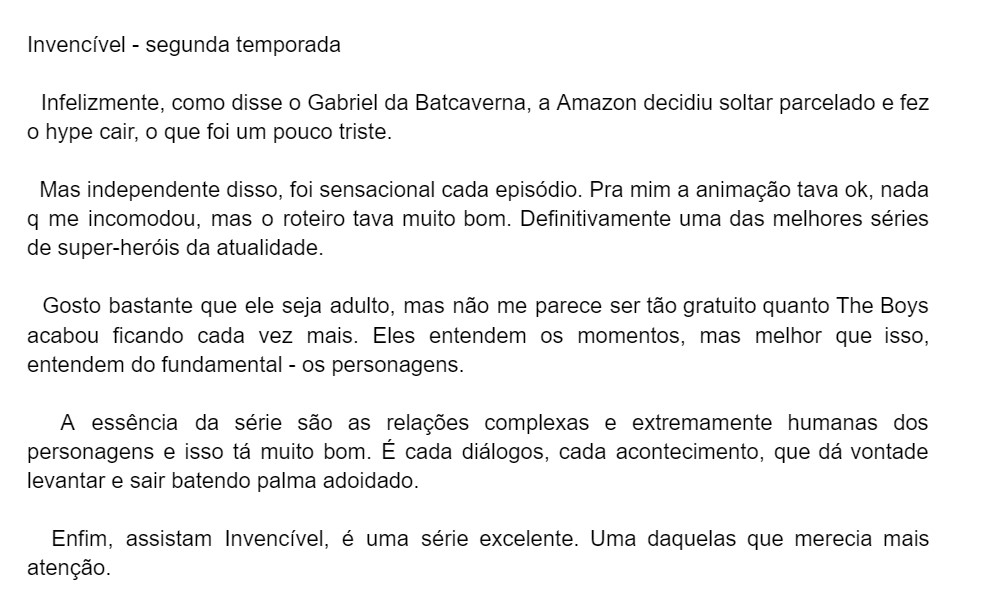 Invencível - segunda temporada
Infelizmente, como disse o Gabriel da Batcaverna, a Amazon decidiu soltar parcelado e fez
o hype cair, o que foi um pouco triste.
Mas independente disso, foi sensacional cada episódio. Pra mim a animação tava ok, nada
q me incomodou, mas o roteiro tava muito bom. Definitivamente uma das melhores séries
de super-heróis da atualidade.
Gosto bastante que ele seja adulto, mas não me parece ser tão gratuito quanto The Boys
acabou ficando cada vez mais. Eles entendem os momentos, mas melhor que isso,
entendem do fundamental - os personagens.
A essência da série são as relações complexas e extremamente humanas dos
personagens e isso tá muito bom. É cada diálogos, cada acontecimento, que dá vontade
levantar e sair batendo palma adoidado.
Enfim, assistam Invencível, é uma série excelente. Uma daquelas que merecia mais
atenção.